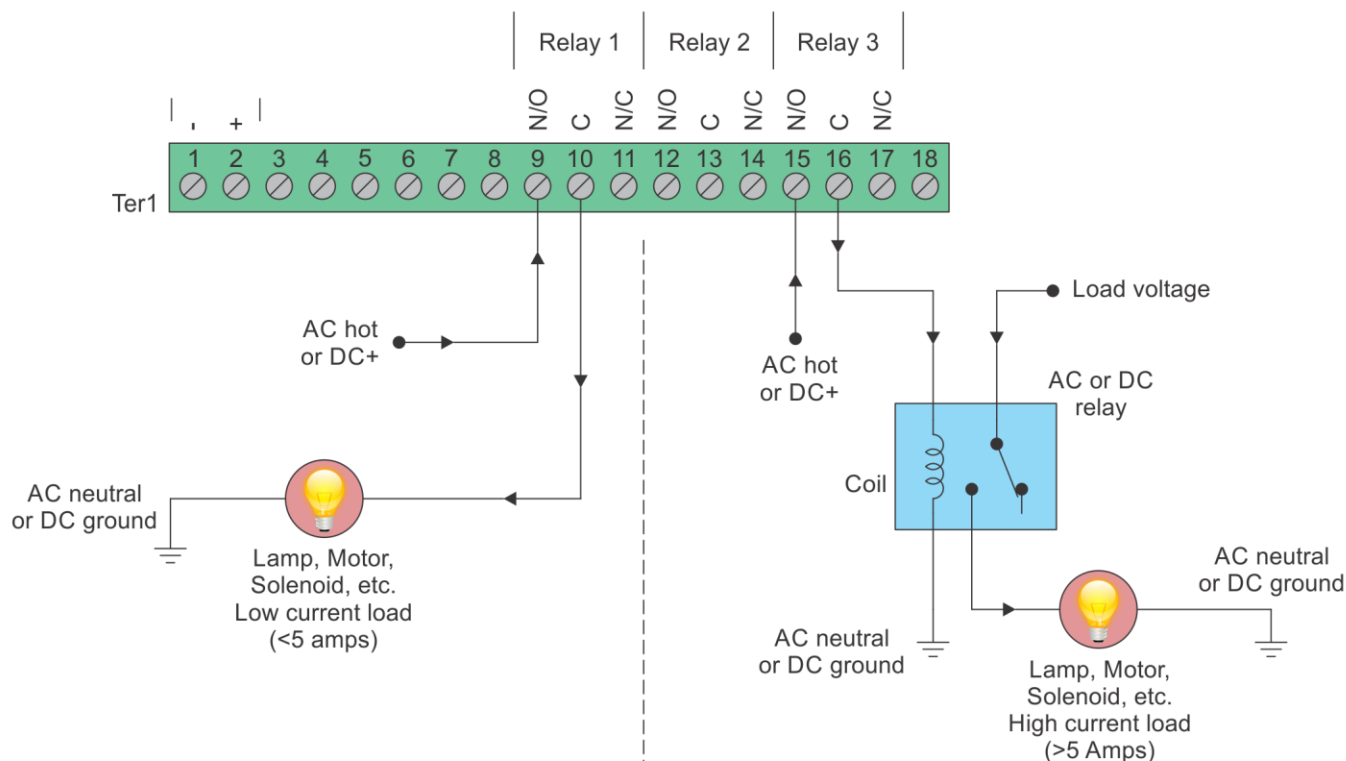 Relay 1 Relay 2 Relay 3
- + N/O C N/C N/O C N/C N/O C N/C
1 2 3 4 5 6 7 8 9 10 11 12 13 14 15 16 17 18
Ter1
AC hot
or DC+
AC neutral
or DC ground
Lamp, Motor,
Solenoid, etc.
Low current load
(<5 amps)
AC hot
or DC+
Load voltage
AC or DC
relay
Coil
AC neutral
or DC ground
AC neutral
or DC ground
Lamp, Motor,
Solenoid, etc.
High current load
(>5 Amps)